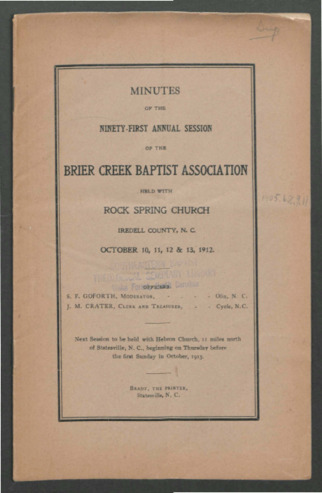 MINUTES
OF THE
NINETY-FIRST ANNUAL SESSION
OF THE
BRIER CREEK BAPTIST ASSOCIATION
HELD WITH
ROCK SPRING CHURCH
IREDELL COUNTY, N. C.
OCTOBER 10, 11, 12 & 13, 1912.
OFFICERS
S. F. GOFORTH, MODERATOR, - - - Olin, N. C.
J. M. CRATER, CLERK AND TREASURER, - - Cycle, N.C.
Next Session to be held with Hebron Church, 11 miles north
of Statesville, N. C., beginning on Thursday before
the first Sunday in October, 1913.
BRADY, THE PRINTER,
Statesville, N. C.